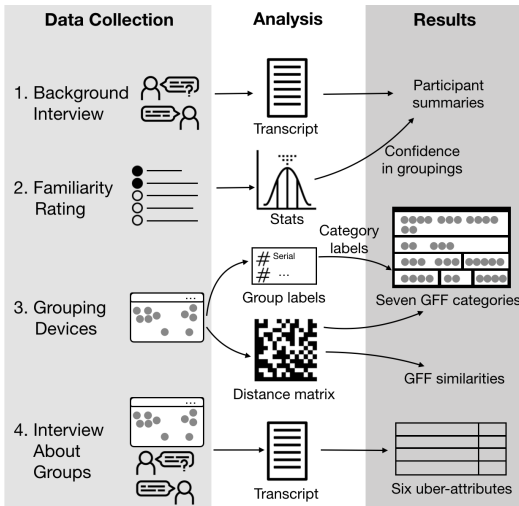 Data Collection
Analysis
Results
1. Background
Interview
Transcript
Participant
summaries
2. Familiarity
Rating
Stats
Confidence
in groupings
3. Grouping
Devices
...
# Serial
# ...
Group labels
Category
labels
Seven GFF categories
Distance matrix
GFF similarities
4. Interview
About
Groups
...
Transcript
Six uber-attributes